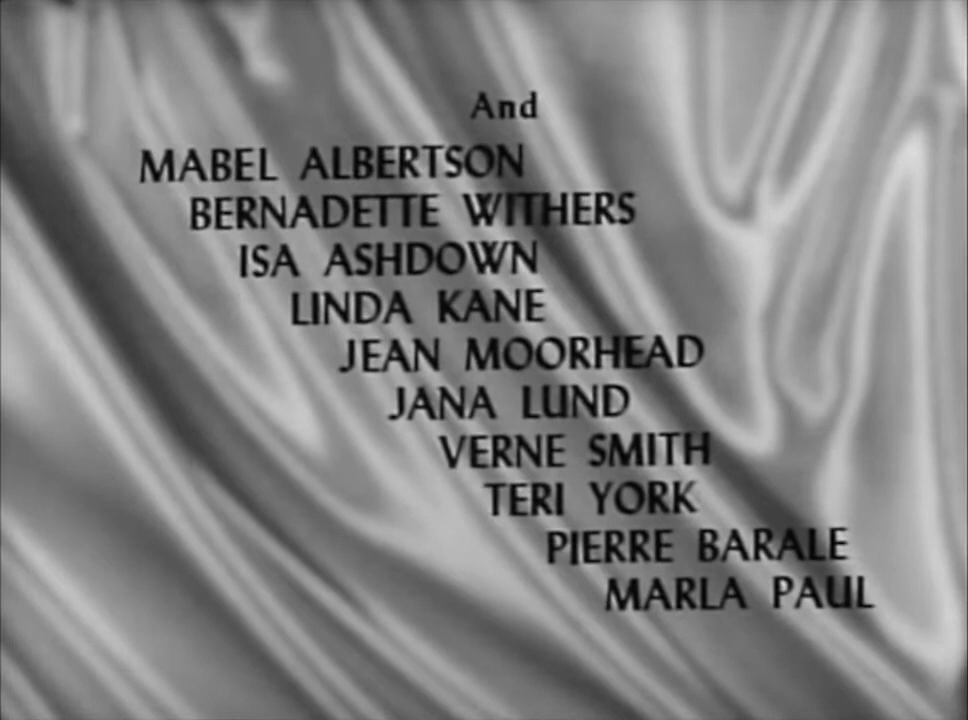 And
MABEL ALBERTSON
BERNADETTE WITHERS
ISA ASHDOWN
LINDA KANE
JEAN MOORHEAD
JANA LUND
VERNE SMITH
TERI YORK
PIERRE BARALE
MARLA PAUL